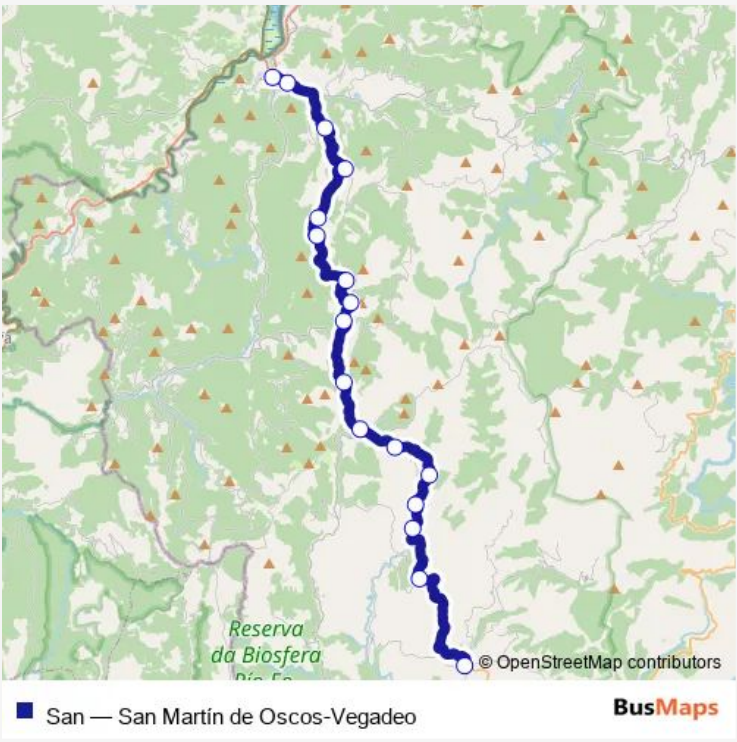 Reserva
da Biosfera
© OpenStreetMap contributors
San — San Martín de Oscos-Vegadeo
BusMaps